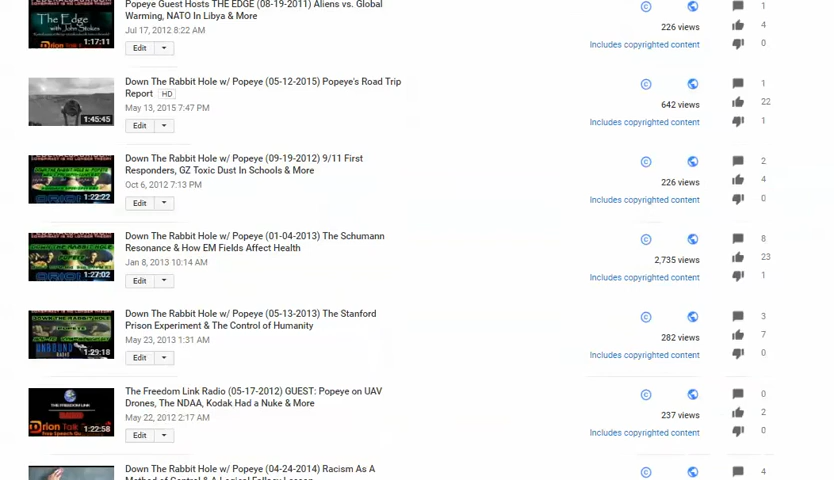 Popeye Guest Hosts THE EDGE (08-19-2011) Aliens vs. Global
Warming, NATO In Libya & More
Jul 17, 2012 8:22 AM
Edit
The Edge
with John Stokes
1:17:11
1
226 views
4
Includes copyrighted content
0
Down The Rabbit Hole w/ Popeye (05-12-2015) Popeye's Road Trip
Report HD
May 13, 2015 7:47 PM
Edit
1:45:45
1
642 views
22
Includes copyrighted content
1
Down The Rabbit Hole w/ Popeye (09-19-2012) 9/11 First
Responders, GZ Toxic Dust In Schools & More
Oct 6, 2012 7:13 PM
Edit
1:22:22
2
226 views
4
Includes copyrighted content
0
Down The Rabbit Hole w/ Popeye (01-04-2013) The Schumann
Resonance & How EM Fields Affect Health
Jan 8, 2013 10:14 AM
Edit
1:27:02
8
2,735 views
23
Includes copyrighted content
1
Down The Rabbit Hole w/ Popeye (05-13-2013) The Stanford
Prison Experiment & The Control of Humanity
May 23, 2013 1:31 AM
Edit
1:29:18
3
282 views
7
Includes copyrighted content
0
The Freedom Link Radio (05-17-2012) GUEST: Popeye on UAV
Drones, The NDAA, Kodak Had a Nuke & More
May 22, 2012 2:17 AM
Edit
1:22:58
0
237 views
2
Includes copyrighted content
0
Down The Rabbit Hole w/ Popeye (04-24-2014) Racism As A
Method of Control & A Logical Fallacy Lesson
4